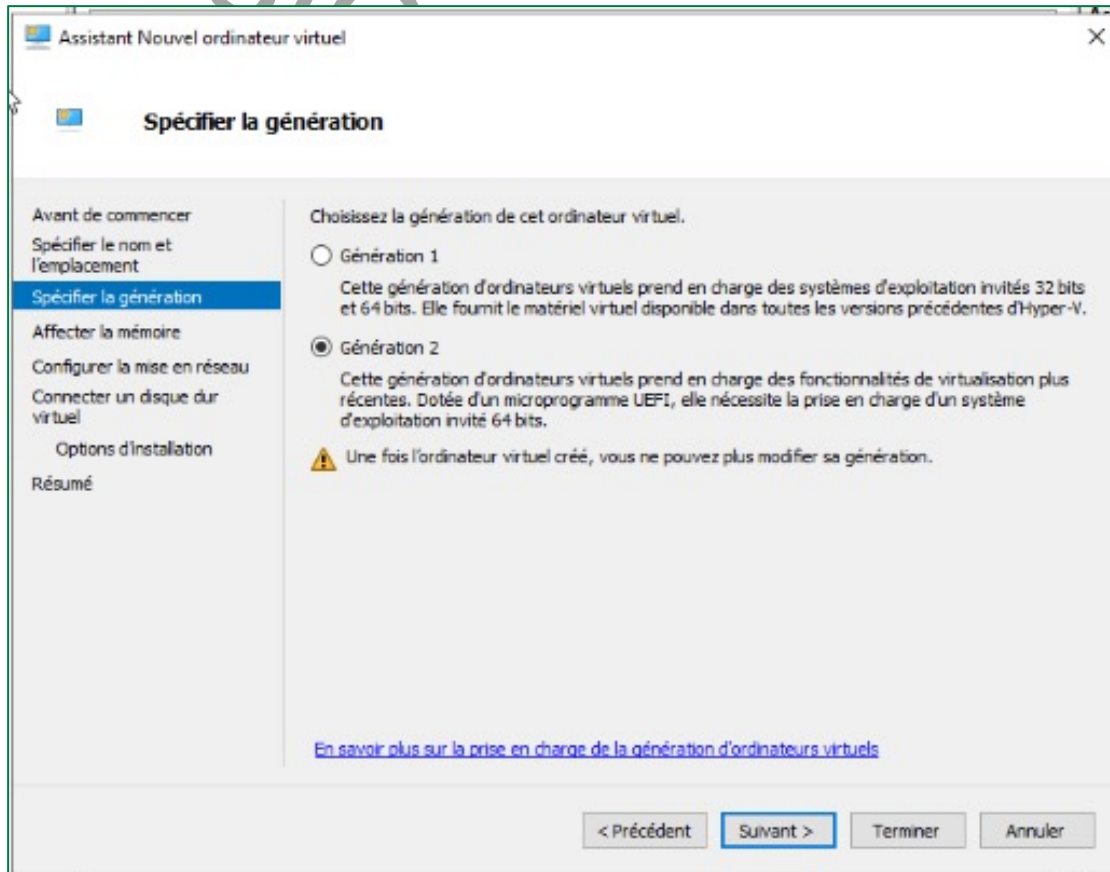 Assistant Nouvel ordinateur virtuel
Spécifier la génération
Avant de commencer
Spécifier le nom et
l'emplacement
Spécifier la génération
Affecter la mémoire
Configurer la mise en réseau
Connecter un disque dur
virtuel
Options d'installation
Résumé
Choisissez la génération de cet ordinateur virtuel.
Génération 1
Cette génération d'ordinateurs virtuels prend en charge des systèmes d'exploitation invités 32 bits
et 64 bits. Elle fournit le matériel virtuel disponible dans toutes les versions précédentes d'Hyper-V.
Génération 2
Cette génération d'ordinateurs virtuels prend en charge des fonctionnalités de virtualisation plus
récentes. Dotée d'un microprogramme UEFI, elle nécessite la prise en charge d'un système
d'exploitation invité 64 bits.
Une fois l'ordinateur virtuel créé, vous ne pouvez plus modifier sa génération.
En savoir plus sur la prise en charge de la génération d'ordinateurs virtuels
< Précédent
Suivant >
Terminer
Annuler